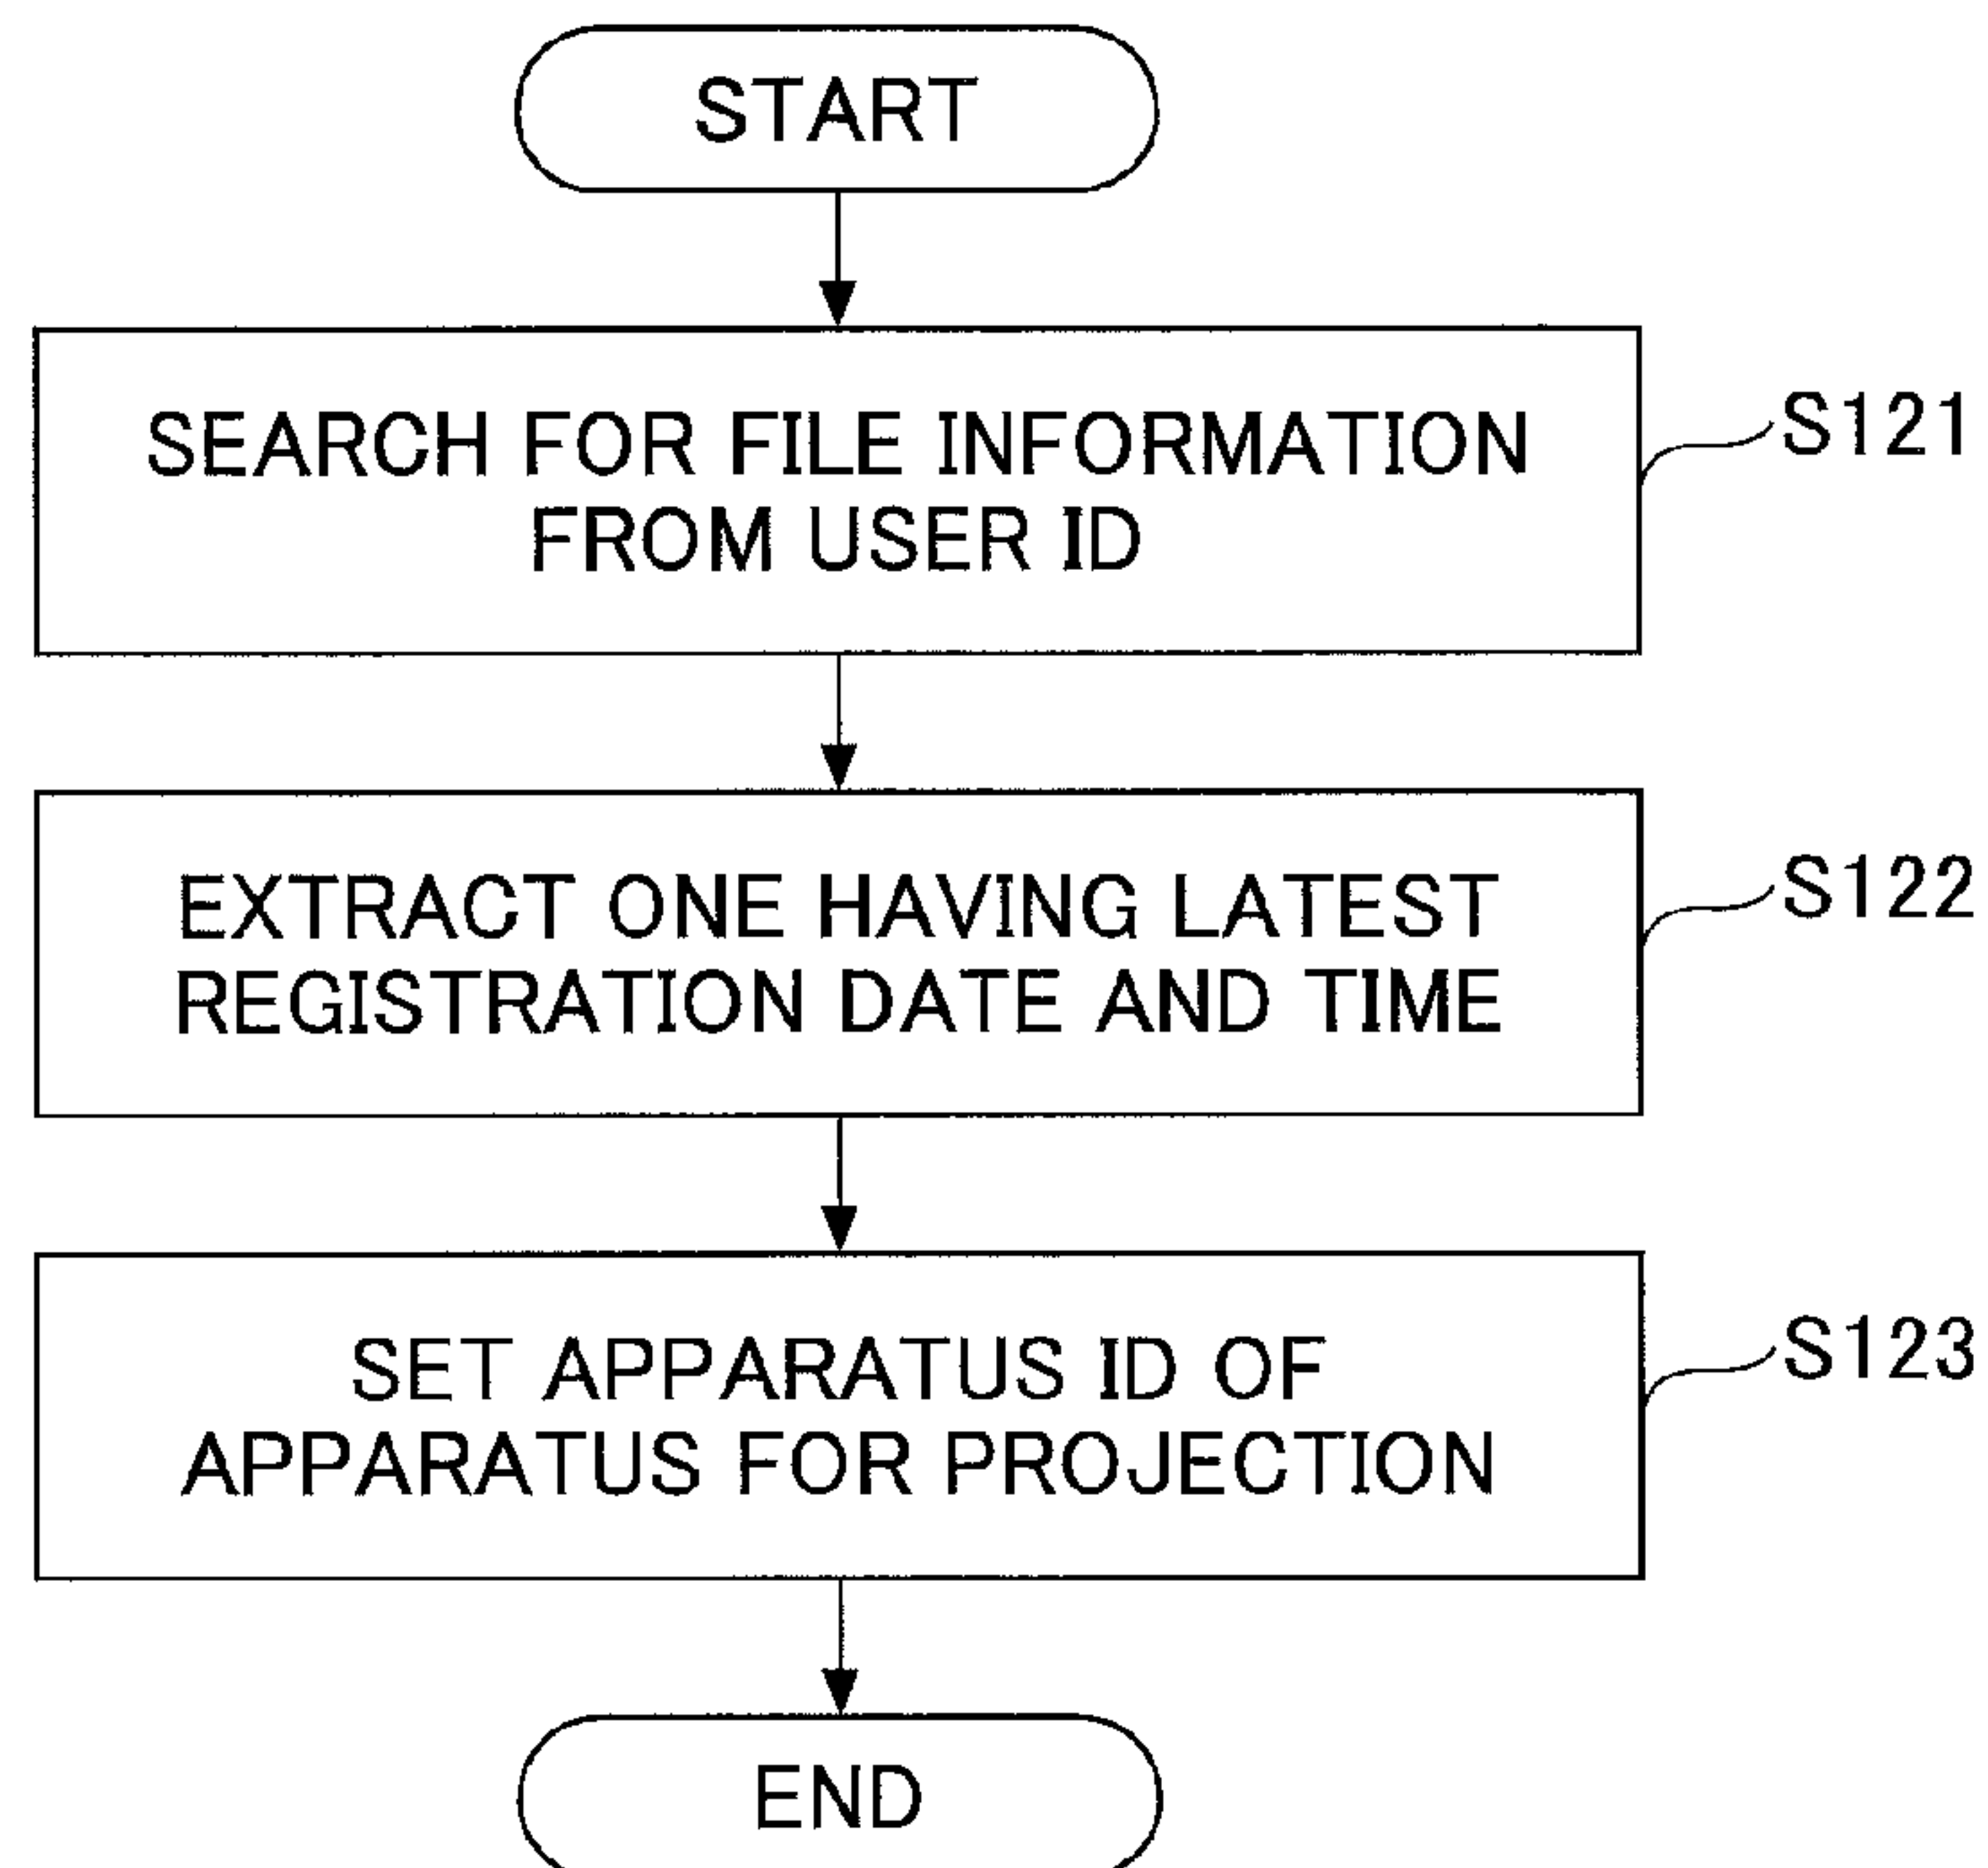 START
SEARCH FOR FILE INFORMATION
FROM USER ID
S121
EXTRACT ONE HAVING LATEST
REGISTRATION DATE AND TIME
S122
SET APPARATUS ID OF
APPARATUS FOR PROJECTION
S123
END